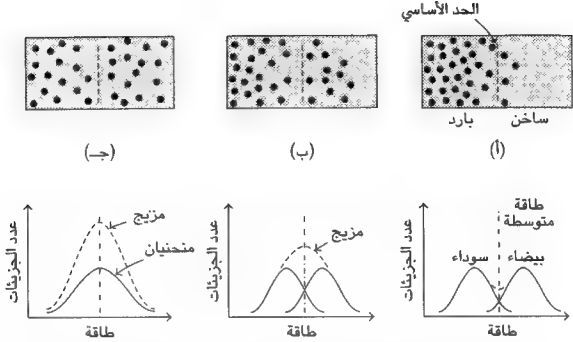 الحد الأساسي
ساخن
بارد
(أ)
(ب)
(جـ)
عدد الجزيئات
طاقة
متوسطة
بيضاء
سوداء
طاقة
عدد الجزيئات
مزيج
طاقة
عدد الجزيئات
مزيج
منحنيان
طاقة